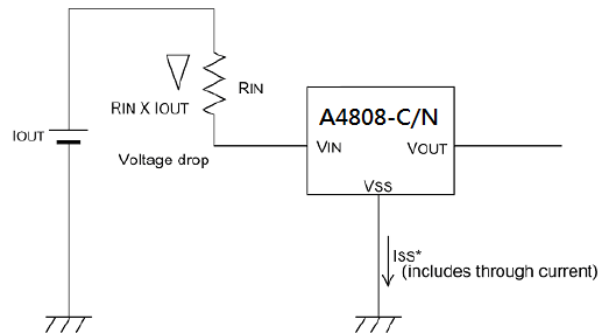 RIN
RIN X IOUT
A4808-C/N
IOUT
Voltage drop
VIN
VOUT
VSS
ISS*
(includes through current)